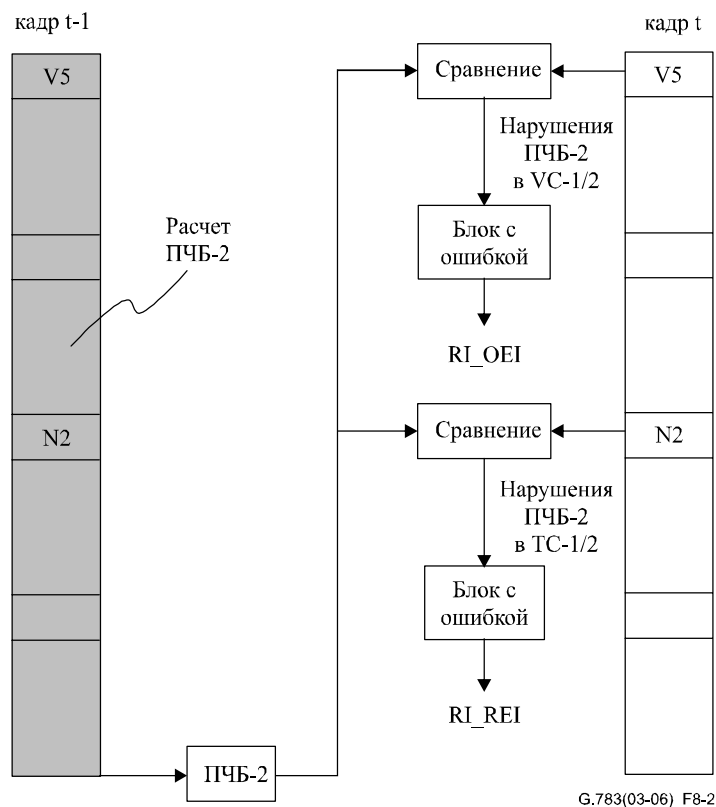 кадр t-1
кадр t
V5
Сравнение
V5
Нарушения
ПЧБ-2
в VC-1/2
Расчет
ПЧБ-2
Блок с
ошибкой
RI_OEI
N2
Сравнение
N2
Нарушения
ПЧБ-2
в TC-1/2
Блок с
ошибкой
RI_REI
ПЧБ-2
G.783(03-06) F8-2